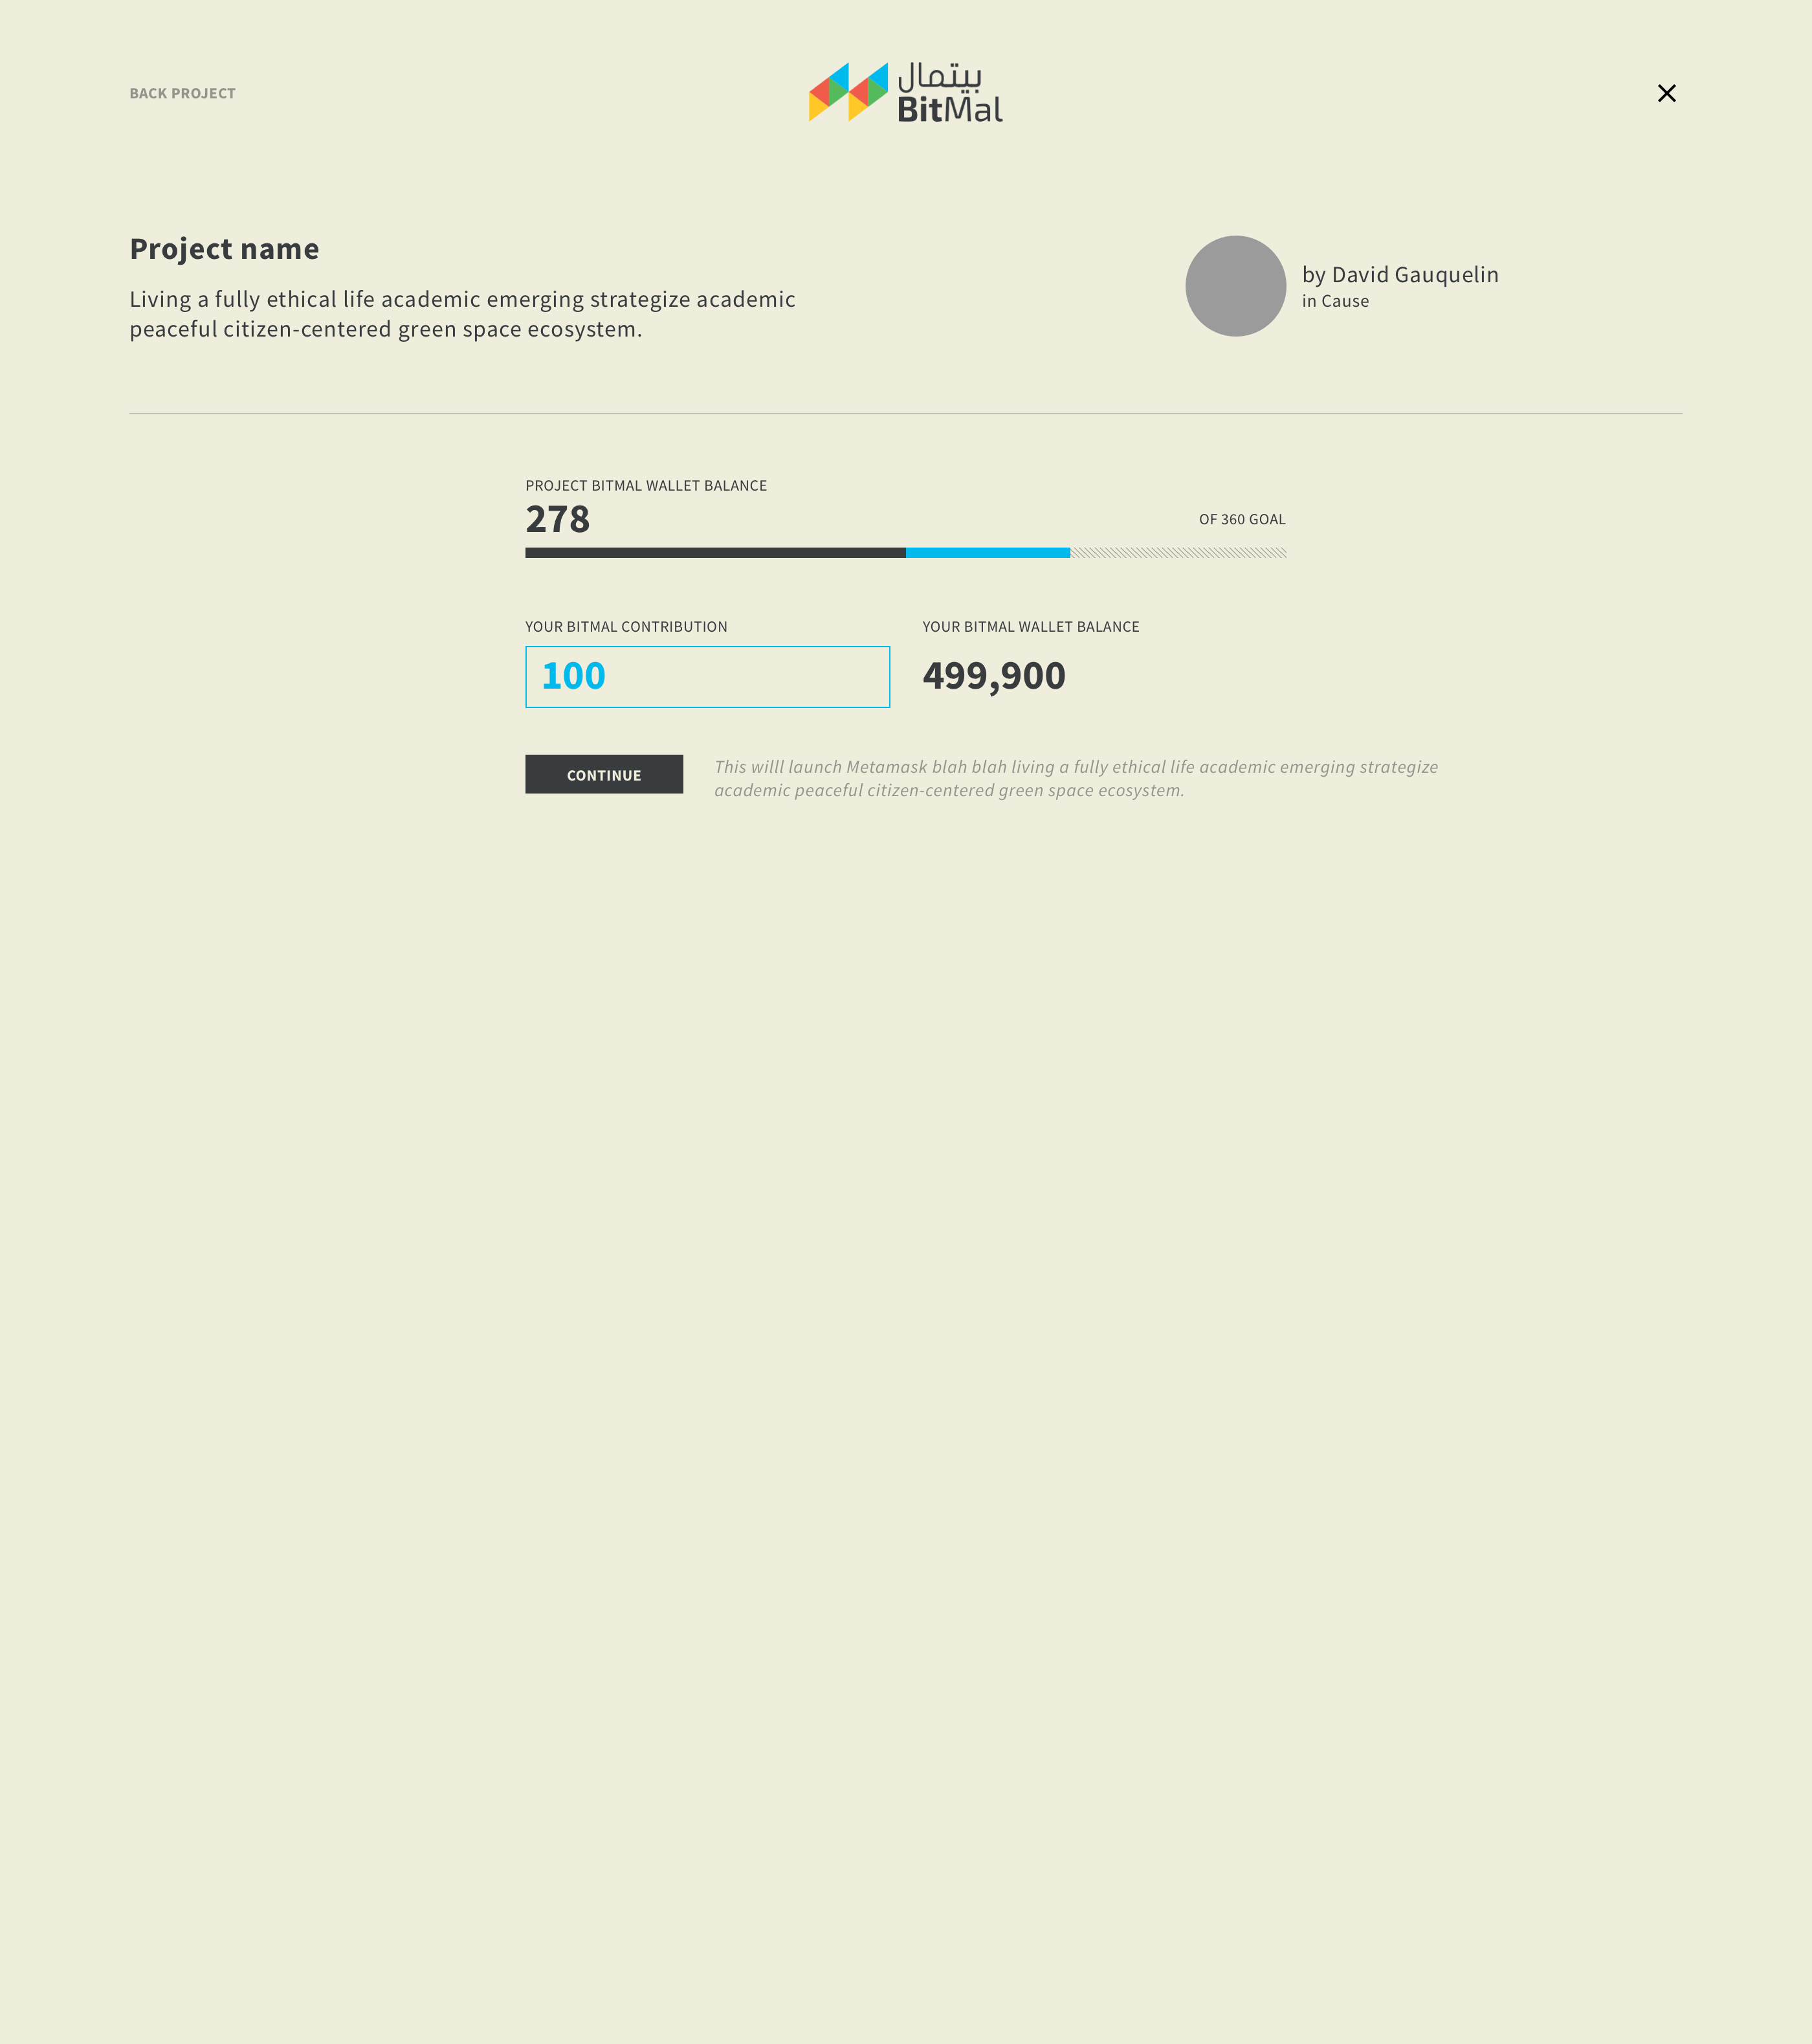 BACK PROJECT
بيتمال
BitMal
Project name
Living a fully ethical life academic emerging strategize academic
peaceful citizen-centered green space ecosystem.
by David Gauquelin
in Cause
PROJECT BITMAL WALLET BALANCE
278
OF 360 GOAL
YOUR BITMAL CONTRIBUTION
100
YOUR BITMAL WALLET BALANCE
499,900
CONTINUE
This willl launch Metamask blah blah living a fully ethical life academic emerging strategize
academic peaceful citizen-centered green space ecosystem.